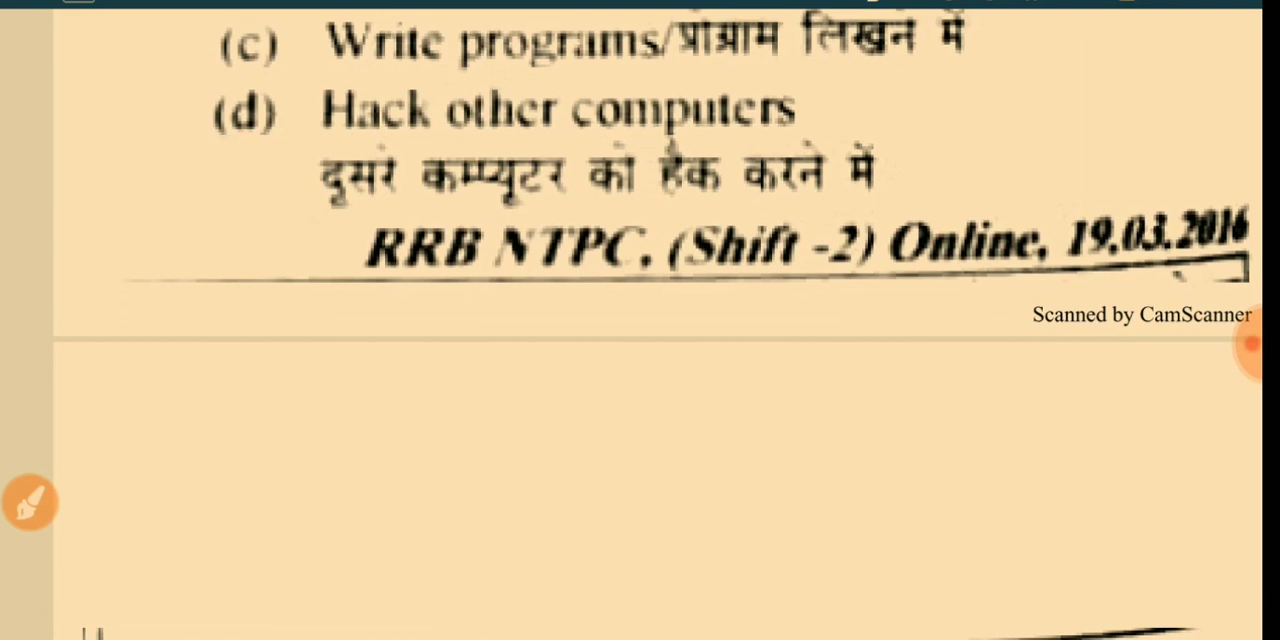 (c) Write programs/प्रोग्राम लिखने में
(d) Hack other computers
दूसरे कम्प्यूटर को हैक करने में
RRB NTPC, (Shift -2) Online, 19.03.2016
Scanned by CamScanner